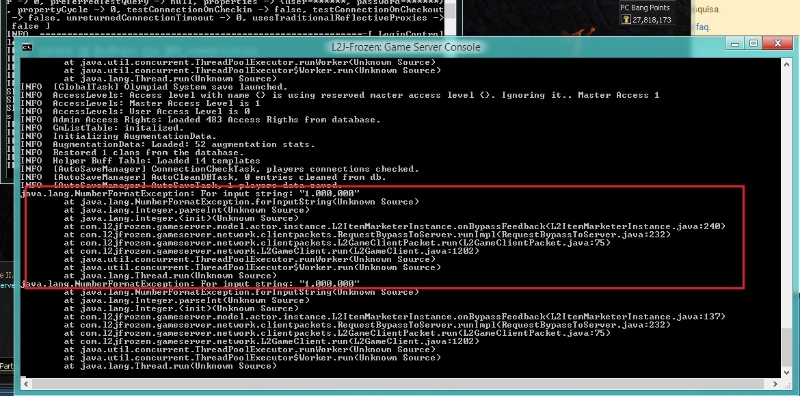 r -> 0, preferredTestQuery -> null, properties -> {user=******, password=******}
, propertyCycle -> 0, testConnectionOnCheckin -> false, testConnectionOnCheckout
-> false, unreturnedConnectionTimeout -> 0, usesTraditionalReflectiveProxies ->
false ]
INFO
[ LoginControl
PC Bang Points
27,818,173
squisa.
faq.
L2J-Frozen: Game Server Console
at java.util.concurrent.ThreadPoolExecutor.runWorker(Unknown Source)
at java.util.concurrent.ThreadPoolExecutor$Worker.run(Unknown Source)
at java.lang.Thread.run(Unknown Source)
INFO [GlobalTask] Olympiad System save launched.
INFO AccessLevels: Access level with name {} is using reserved master access level {}. Ignoring it.. Master Access 1
INFO AccessLevels: Master Access Level is 1
INFO AccessLevels: User Access Level is 0
INFO Admin Access Rights: Loaded 483 Access Rigths from database.
INFO GmListTable: initalized.
INFO Initializing AugmentationData.
INFO AugmentationData: Loaded: 52 augmentation stats.
INFO Restored 1 clans from the database.
INFO Helper Buff Table: Loaded 14 templates
INFO [AutoSaveManager] ConnectionCheckTask, players connections checked.
INFO [AutoSaveManager] AutoCleanDBTask, 0 entries cleaned from db.
INFO [AutoSaveManager] AutoSaveTask, 1 players data saved.
java.lang.NumberFormatException: For input string: "1,000,000"
at java.lang.NumberFormatException.forInputString(Unknown Source)
at java.lang.Integer.parseInt(Unknown Source)
at java.lang.Integer.<init>(Unknown Source)
at com.l2jfrozen.gameserver.model.actor.instance.L2ItemMarketerInstance.onBypassFeedback(L2ItemMarketerInstance.java:240)
at com.l2jfrozen.gameserver.network.clientpackets.RequestBypassToServer.runImpl(RequestBypassToServer.java:232)
at com.l2jfrozen.gameserver.network.clientpackets.L2GameClientPacket.run(L2GameClientPacket.java:75)
at com.l2jfrozen.gameserver.network.L2GameClient.run(L2GameClient.java:1202)
at java.util.concurrent.ThreadPoolExecutor.runWorker(Unknown Source)
at java.util.concurrent.ThreadPoolExecutor$Worker.run(Unknown Source)
at java.lang.Thread.run(Unknown Source)
java.lang.NumberFormatException: For input string: "1,000,000"
at java.lang.NumberFormatException.forInputString(Unknown Source)
at java.lang.Integer.parseInt(Unknown Source)
at java.lang.Integer.<init>(Unknown Source)
at com.l2jfrozen.gameserver.model.actor.instance.L2ItemMarketerInstance.onBypassFeedback(L2ItemMarketerInstance.java:137)
at com.l2jfrozen.gameserver.network.clientpackets.RequestBypassToServer.runImpl(RequestBypassToServer.java:232)
at com.l2jfrozen.gameserver.network.clientpackets.L2GameClientPacket.run(L2GameClientPacket.java:75)
at com.l2jfrozen.gameserver.network.L2GameClient.run(L2GameClient.java:1202)
at java.util.concurrent.ThreadPoolExecutor.runWorker(Unknown Source)
at java.util.concurrent.ThreadPoolExecutor$Worker.run(Unknown Source)
at java.lang.Thread.run(Unknown Source)
Part